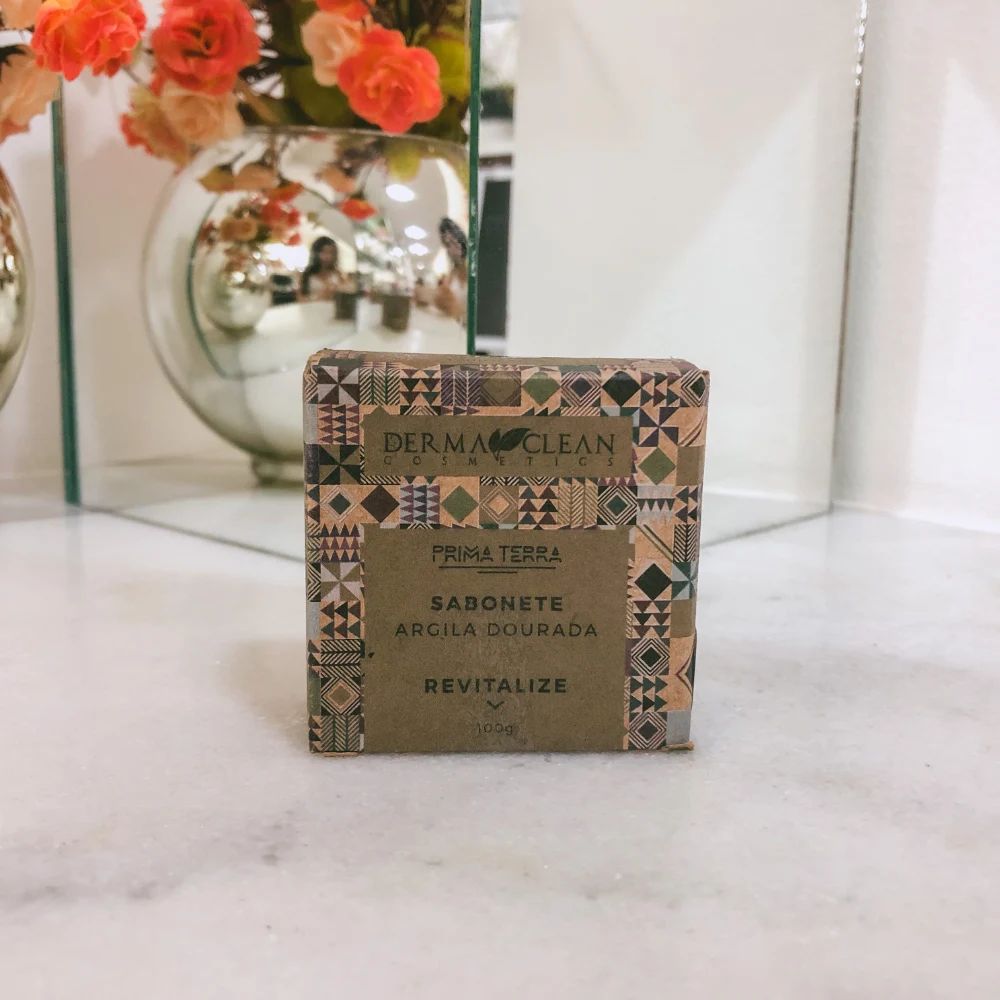 DERMA CLEAN
COSMETICS
PRIMA TERRA
SABONETE
ARGILA DOURADA
REVITALIZE
100g